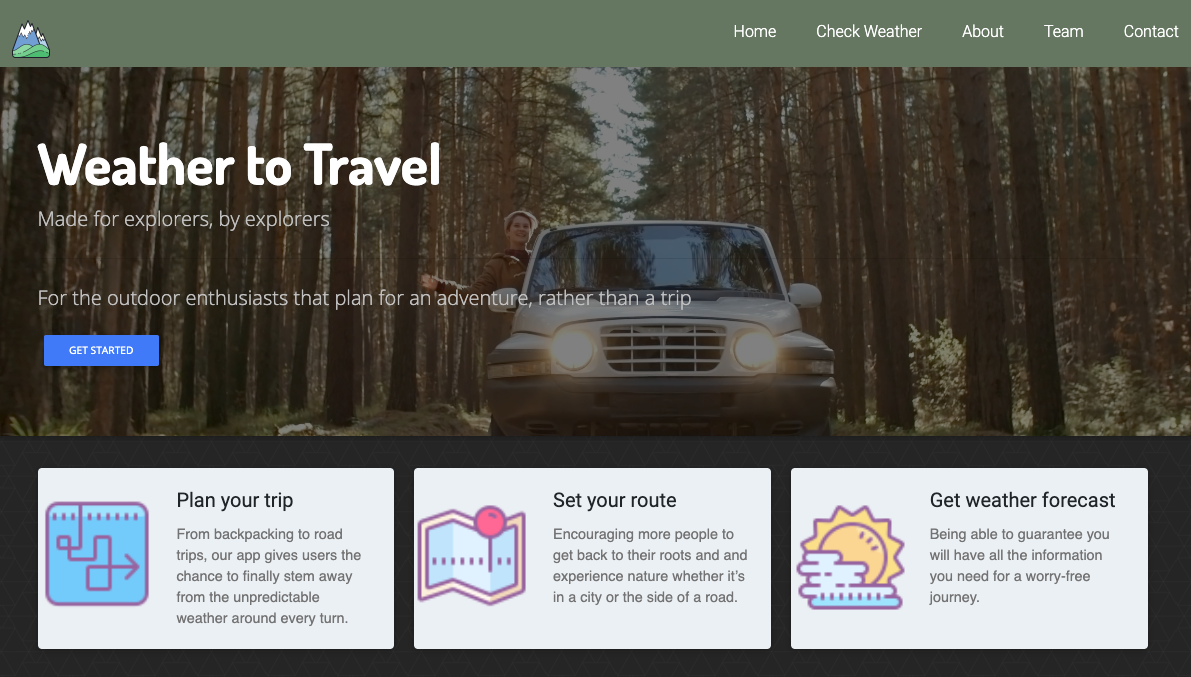 Home Check Weather About Team Contact
Weather to Travel
Made for explorers, by explorers
For the outdoor enthusiasts that plan for an adventure, rather than a trip
GET STARTED
Plan your trip
From backpacking to road
trips, our app gives users the
chance to finally stem away
from the unpredictable
weather around every turn.
Set your route
Encouraging more people to
get back to their roots and and
experience nature whether it's
in a city or the side of a road.
Get weather forecast
Being able to guarantee you
will have all the information
you need for a worry-free
journey.